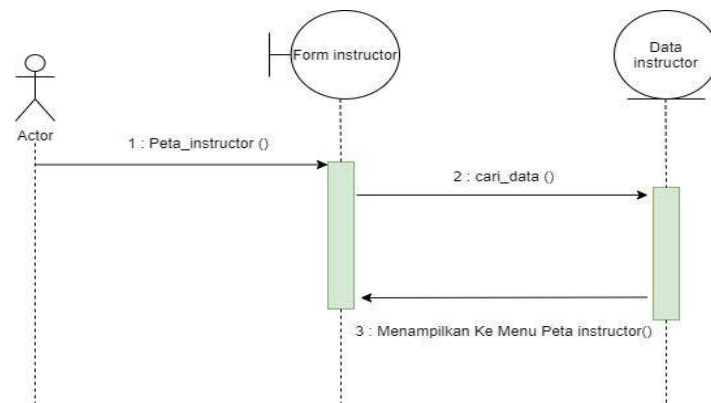 Form instructor
Data
instructor
Actor
1 : Peta_instructor ()
2 : cari_data ()
3 : Menampilkan Ke Menu Peta instructor()